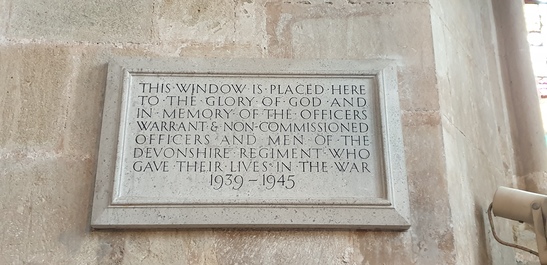 THIS·WINDOW·IS·PLACED·HERE
TO·THE·GLORY·OF·GOD·AND
IN·MEMORY·OF·THE·OFFICERS
WARRANT·&·NON-COMMISSIONED
OFFICERS·AND·MEN·OF·THE
DEVONSHIRE·REGIMENT·WHO
GAVE·THEIR·LIVES·IN·THE·WAR
1939–1945